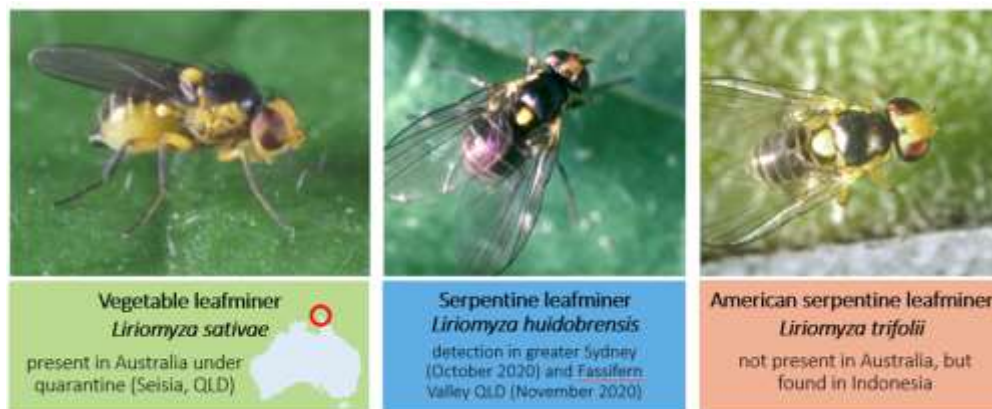 Vegetable leafminer
Liriomyza sativae
present in Australia under
quarantine (Seisia, QLD)
Serpentine leafminer
Liriomyza huidobrensis
detection in greater Sydney
(October 2020) and Fassifern
Valley QLD (November 2020)
American serpentine leafminer
Liriomyza trifolii
not present in Australia, but
found in Indonesia